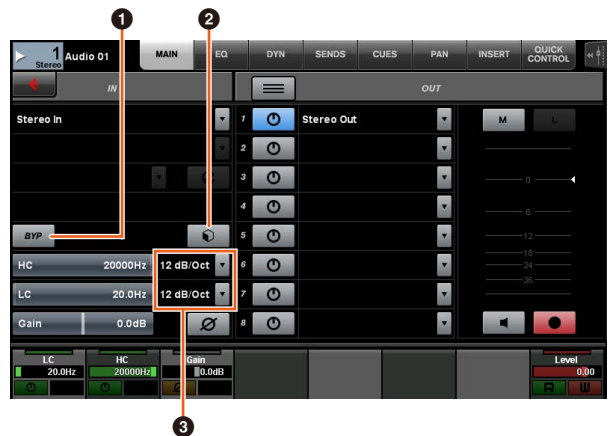 1 2
1 Audio 01 MAIN EQ DYN SENDS CUES PAN INSERT QUICK CONTROL
Stereo
IN OUT
Stereo In 1 Stereo Out M L
2
3 0
4 6
BYP 5 12
18
HC 20000Hz 12 dB/Oct 6 24
36
LC 20.0Hz 12 dB/Oct 7
Gain 0.0dB Ø 8
LC HC Gain Level
20.0Hz 20000Hz 0.0dB 0.00
Ø R W
3